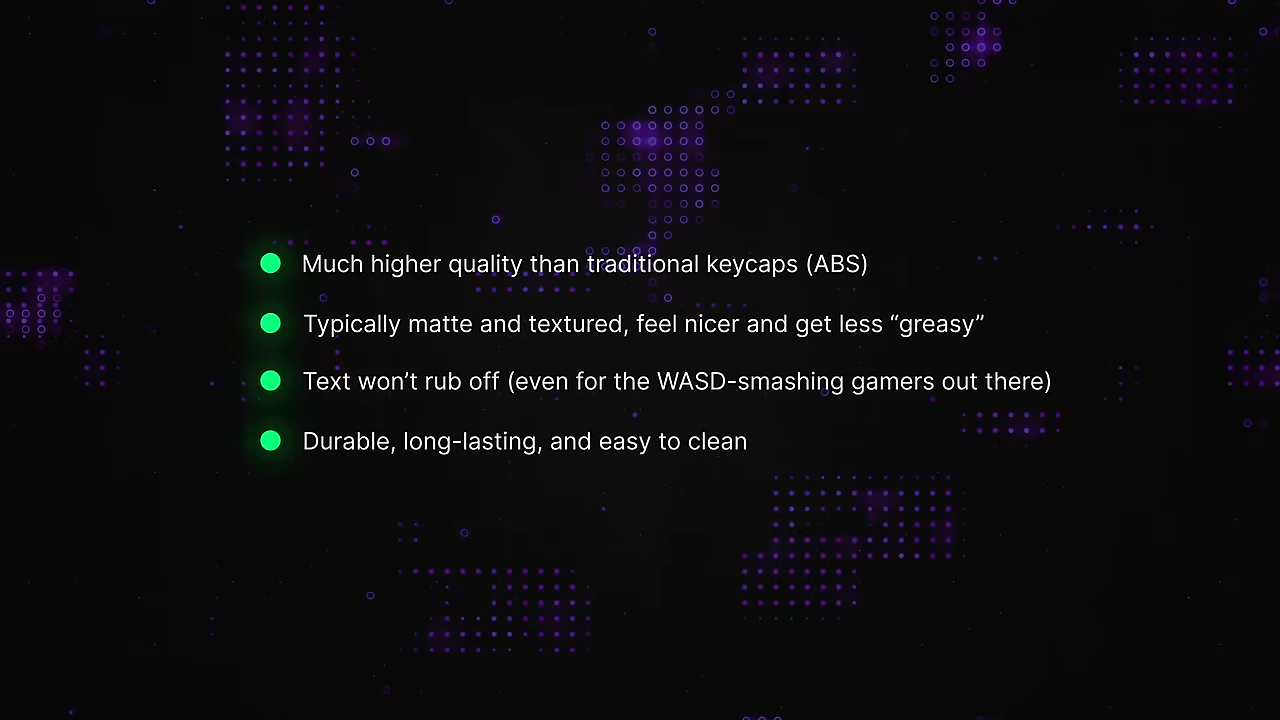 Much higher quality than traditional keycaps (ABS)
Typically matte and textured, feel nicer and get less “greasy”
Text won’t rub off (even for the WASD-smashing gamers out there)
Durable, long-lasting, and easy to clean